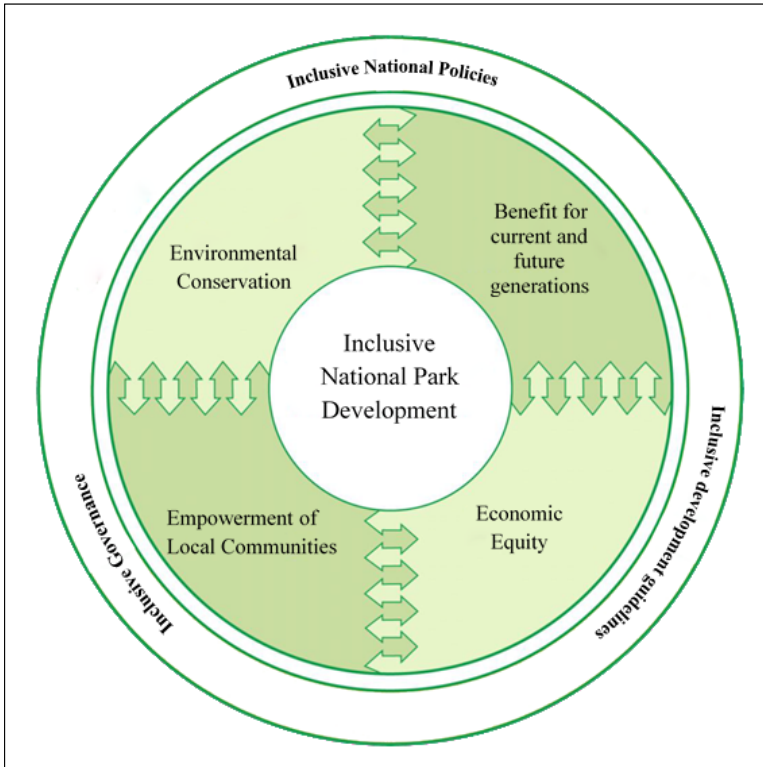 Inclusive National Policies
Environmental
Conservation
Benefit for
current and
future
generations
Inclusive
National Park
Development
Empowerment of
Local Communities
Economic
Equity
Inclusive Governance
Inclusive development guidelines